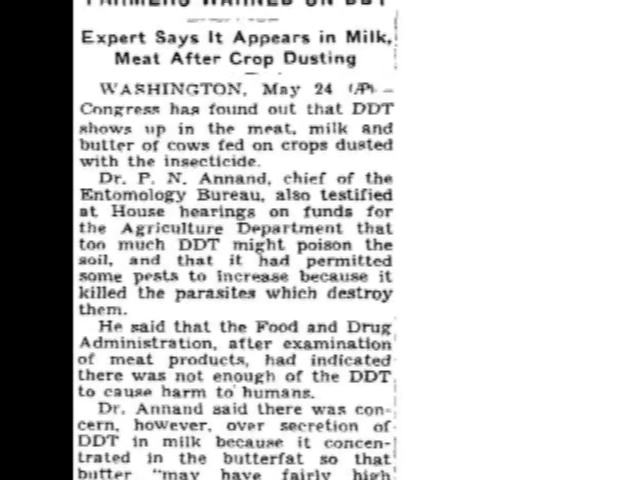 FARMERS WARNED ON DDT
Expert Says It Appears in Milk,
Meat After Crop Dusting
WASHINGTON, May 24 (AP) —
Congress has found out that DDT
shows up in the meat, milk and
butter of cows fed on crops dusted
with the insecticide.
Dr. P. N. Annand, chief of the
Entomology Bureau, also testified
at House hearings on funds for
the Agriculture Department that
too much DDT might poison the
soil, and that it had permitted
some pests to increase because it
killed the parasites which destroy
them.
He said that the Food and Drug
Administration, after examination
of meat products, had indicated
there was not enough of the DDT
to cause harm to humans.
Dr. Annand said there was con-
cern, however, over secretion of
DDT in milk because it concen-
trated in the butterfat so that
butter "may have fairly high